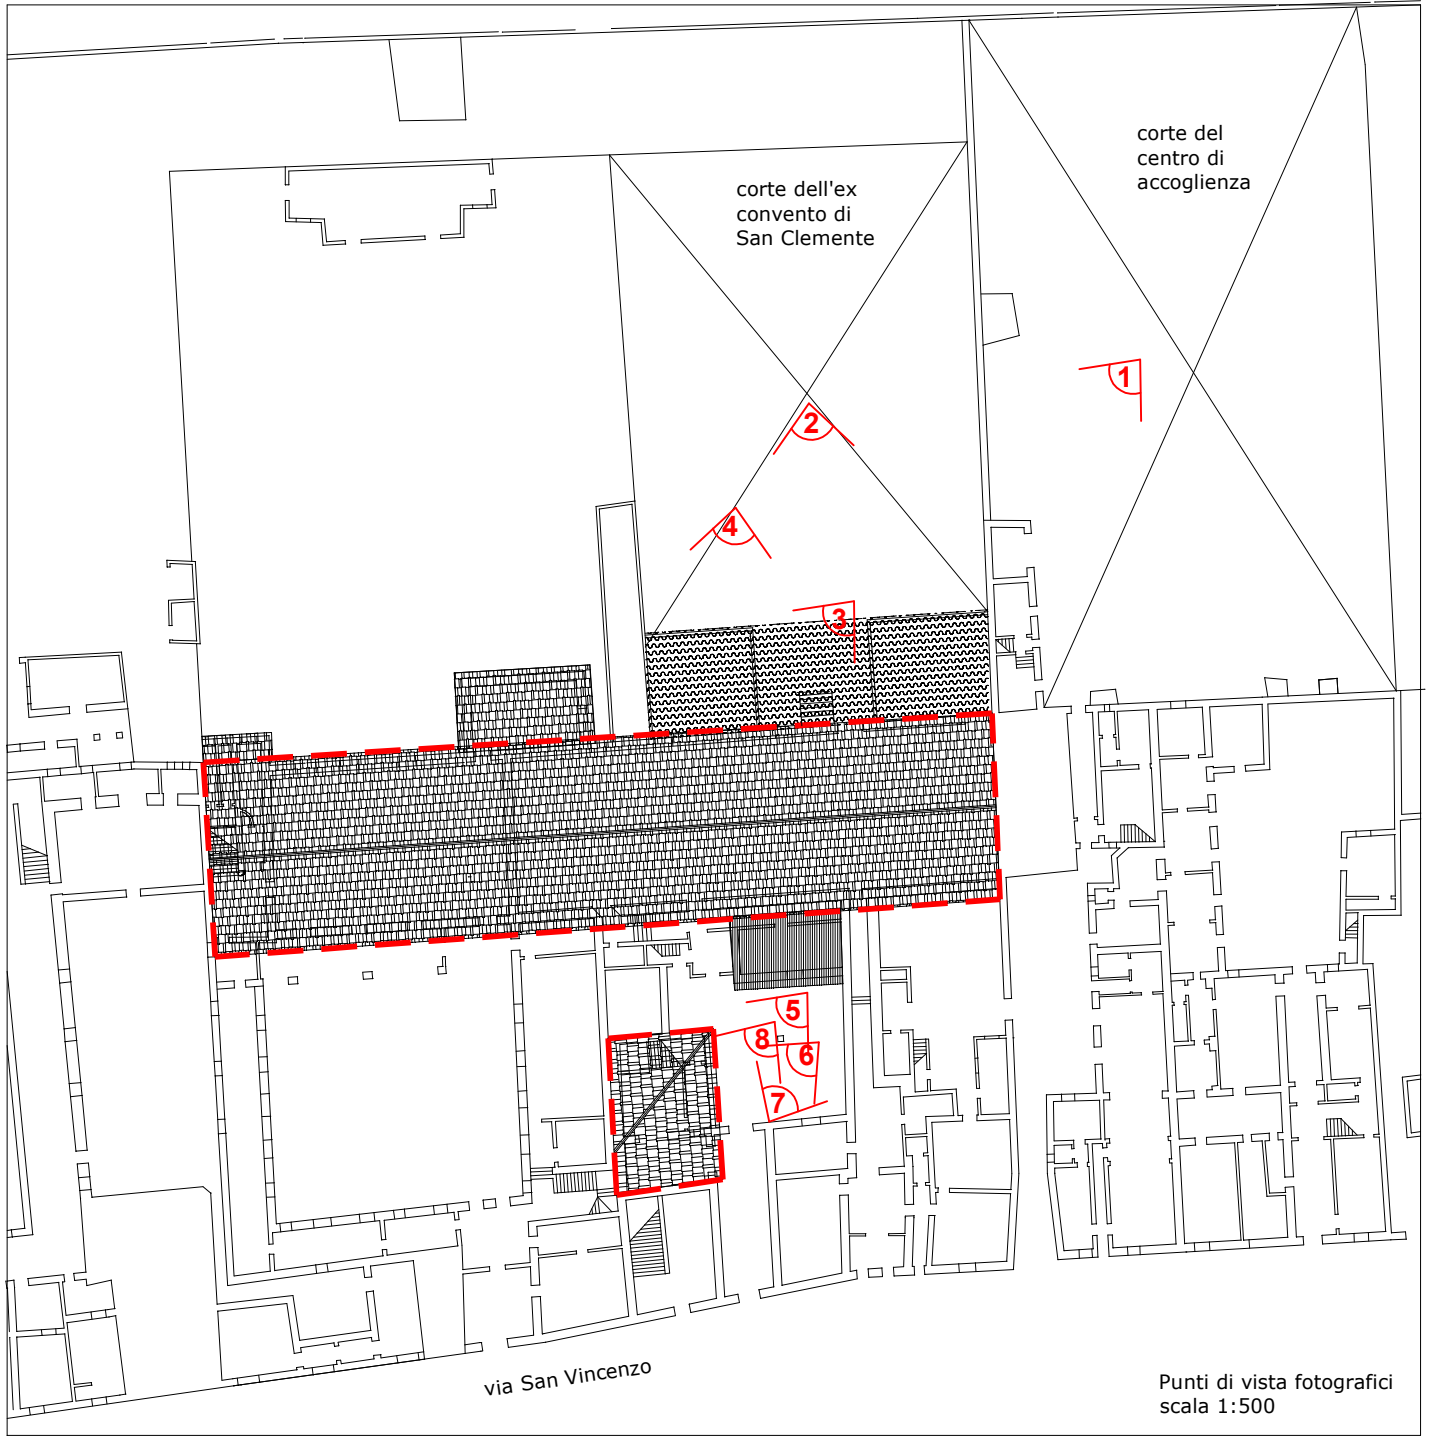 corte del
centro di
accoglienza
corte dell'ex
convento di
San Clemente
1
2
4
3
5
8
6
7
via San Vincenzo
Punti di vista fotografici
scala 1:500